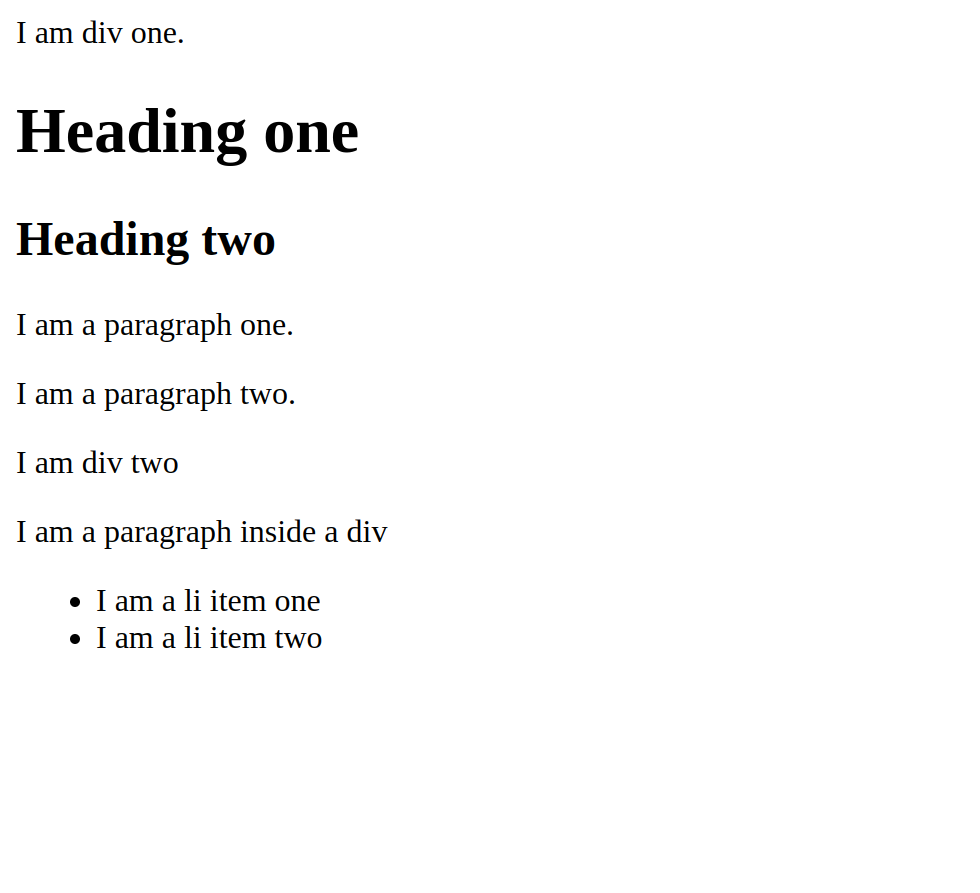 I am div one.
Heading one
Heading two
I am a paragraph one.
I am a paragraph two.
I am div two
I am a paragraph inside a div
• I am a li item one
• I am a li item two